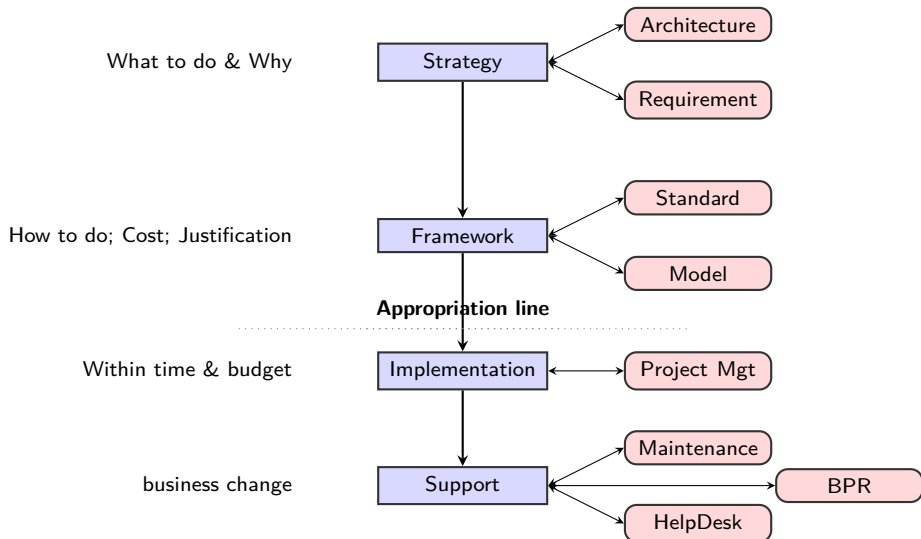 Architecture
What to do & Why
Strategy
Requirement
Standard
How to do; Cost; Justification
Framework
Model
Appropriation line
Within time & budget
Implementation
Project Mgt
Maintenance
business change
Support
BPR
HelpDesk